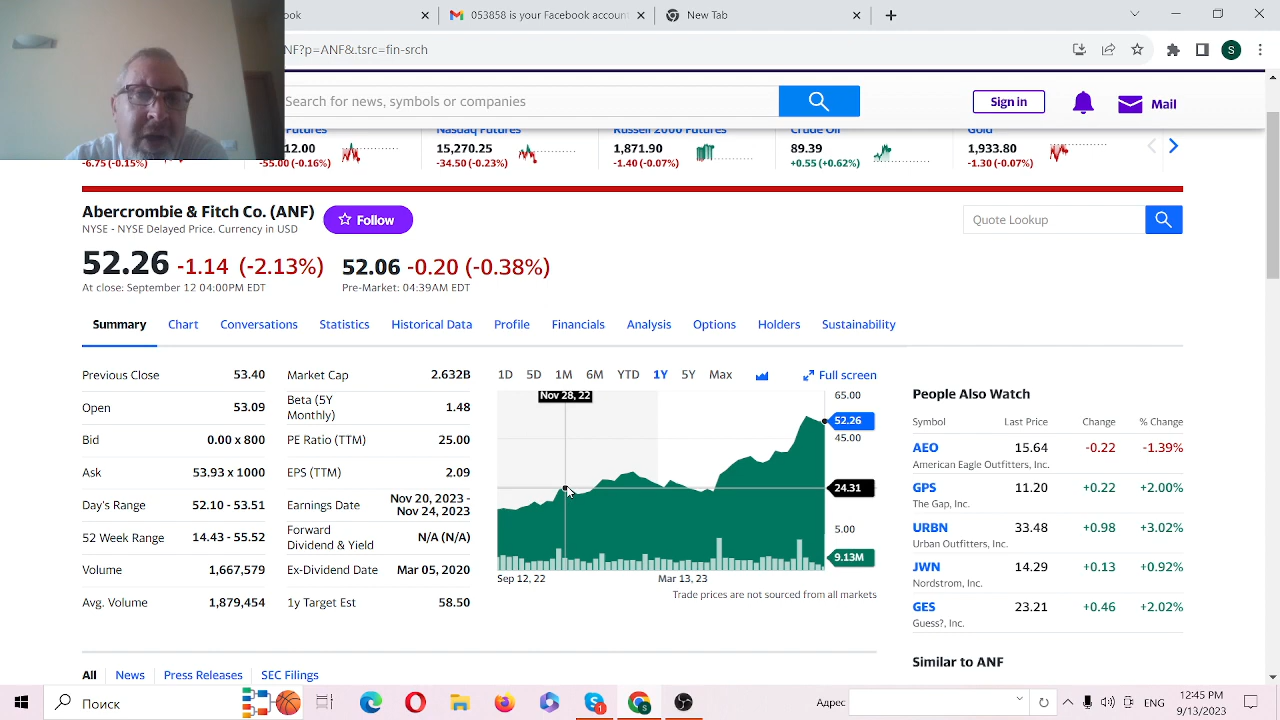 ook
053858 is your Facebook accoun
New Tab
ANF?p=ANF&.tsrc=fin-srch
S
Search for news, symbols or companies
Sign in
Mail
Futures Nasdaq Futures Russell 2000 Futures Crude Oil Gold
12.00 15,270.25 1,871.90 89.39 1,933.80
-6.75 (-0.15%) -55.00 (-0.16%) -34.50 (-0.23%) -1.40 (-0.07%) +0.55 (+0.62%) -1.30 (-0.07%)
Abercrombie & Fitch Co. (ANF) Follow
NYSE - NYSE Delayed Price. Currency in USD
Quote Lookup
52.26 -1.14 (-2.13%) 52.06 -0.20 (-0.38%)
At close: September 12 04:00PM EDT Pre-Market: 04:39AM EDT
Summary Chart Conversations Statistics Historical Data Profile Financials Analysis Options Holders Sustainability
Previous Close 53.40
Open 53.09
Bid 0.00 x 800
Ask 53.93 x 1000
Day's Range 52.10 - 53.51
52 Week Range 14.43 - 55.52
Volume 1,667,579
Avg. Volume 1,879,454
Market Cap 2.632B
Beta (5Y
Monthly) 1.48
PE Ratio (TTM) 25.00
EPS (TTM) 2.09
Earnings Date Nov 20, 2023 -
Nov 24, 2023
Forward
Dividend & Yield N/A (N/A)
Ex-Dividend Date Mar 05, 2020
1y Target Est 58.50
1D 5D 1M 6M YTD 1Y 5Y Max Full screen
Nov 28, 22
65.00
52.26
45.00
24.31
5.00
9.13M
Sep 12, 22 Mar 13, 23
Trade prices are not sourced from all markets
People Also Watch
Symbol Last Price Change % Change
AEO 15.64 -0.22 -1.39%
American Eagle Outfitters, Inc.
GPS 11.20 +0.22 +2.00%
The Gap, Inc.
URBN 33.48 +0.98 +3.02%
Urban Outfitters, Inc.
JWN 14.29 +0.13 +0.92%
Nordstrom, Inc.
GES 23.21 +0.46 +2.02%
Guess?, Inc.
Similar to ANF
All News Press Releases SEC Filings
Поиск
1
S
Адрес
ENG
12:45 PM
9/13/2023